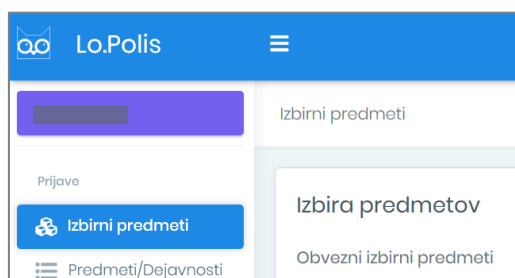 Lo.Polis
Izbirni predmeti
Prijave
Izbirni predmeti
Predmeti/Dejavnosti
Izbira predmetov
Obvezni izbirni predmeti